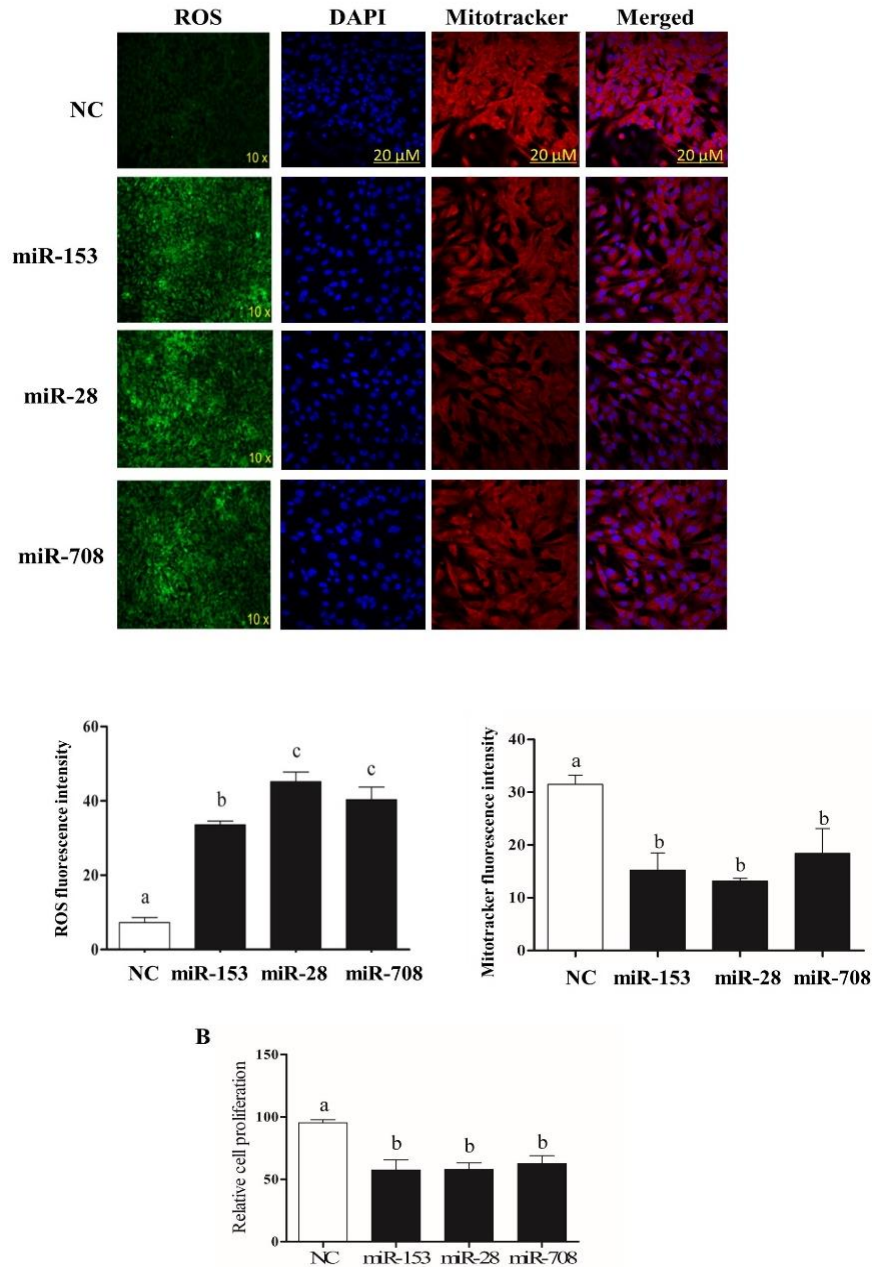 ROS DAPI Mitotracker Merged
NC
10 x
20 µM
20 µM
20 µM
miR-153
10 x
miR-28
10 x
miR-708
10 x
ROS fluorescence intensity
60
40
20
0
a
b
c
c
NC miR-153 miR-28 miR-708
Mitotracker fluorescence intensity
40
30
20
10
0
a
b
b
b
NC miR-153 miR-28 miR-708
B
Relative cell proliferation
150
100
50
0
a
b
b
b
NC miR-153 miR-28 miR-708